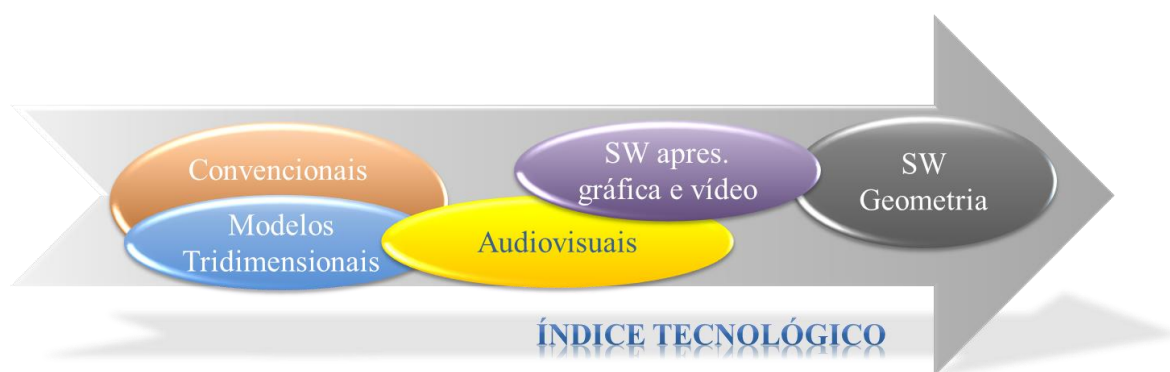 Convencionais
Modelos
Tridimensionais
Audiovisuais
SW apres.
gráfica e vídeo
SW
Geometria
ÍNDICE TECNOLÓGICO